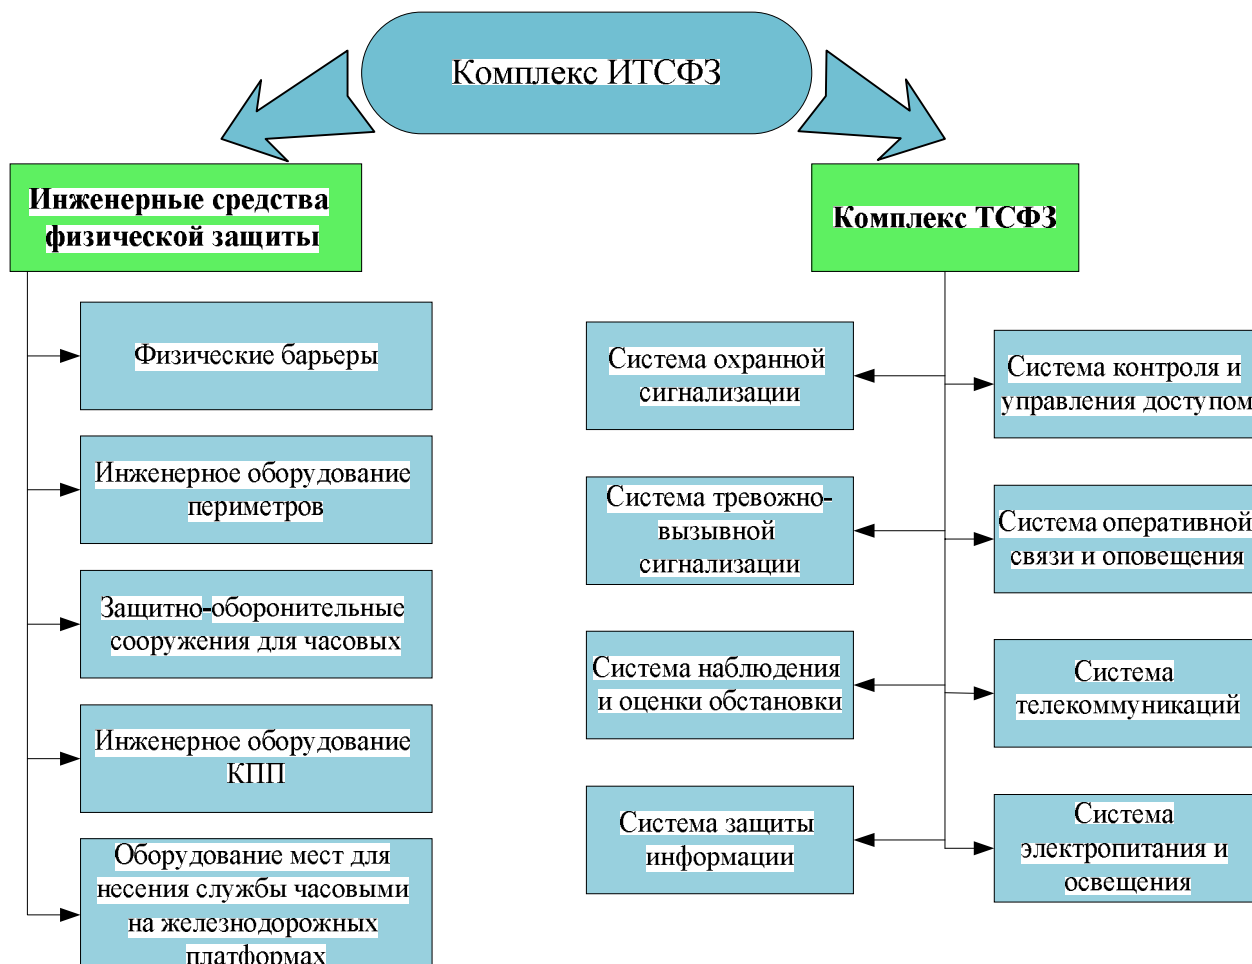 Комплекс ИТСФЗ
Инженерные средства
физической защиты
Физические барьеры
Инженерное оборудование
периметров
Защитно-оборонительные
сооружения для часовых
Инженерное оборудование
КПП
Оборудование мест для
несения службы часовыми
на железнодорожных
платформах
Комплекс ТСФЗ
Система охранной
сигнализации
Система тревожно-
вызывной
сигнализации
Система наблюдения
и оценки обстановки
Система защиты
информации
Система контроля и
управления доступом
Система оперативной
связи и оповещения
Система
телекоммуникаций
Система
электропитания и
освещения